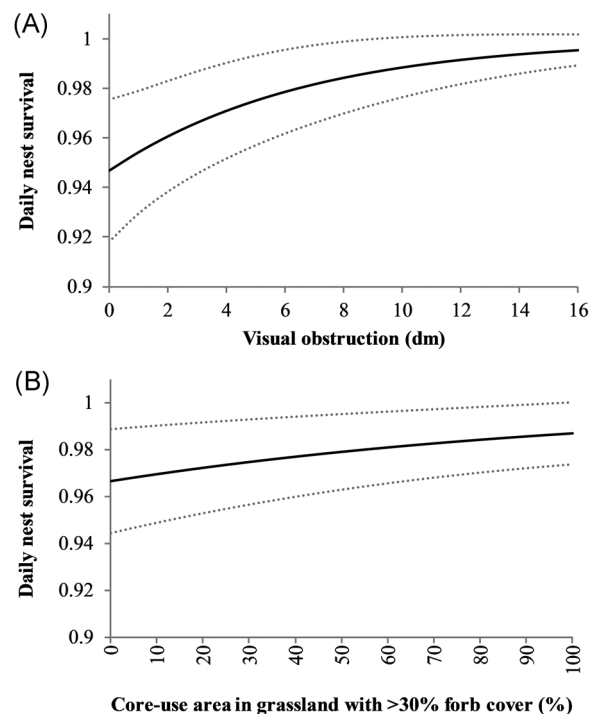 (A)
Daily nest survival
1
0.98
0.96
0.94
0.92
0.9
0 2 4 6 8 10 12 14 16
Visual obstruction (dm)
(B)
Daily nest survival
1
0.98
0.96
0.94
0.92
0.9
0 10 20 30 40 50 60 70 80 90 100
Core-use area in grassland with >30% forb cover (%)